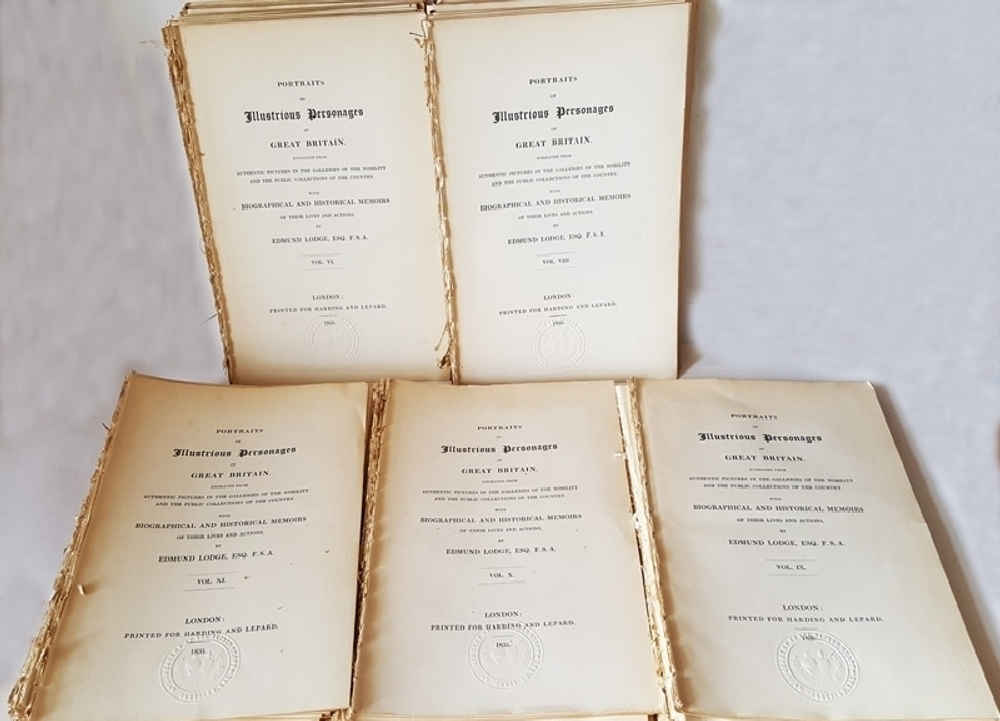 PORTRAITS
OF
Illustrious Personages
OF
GREAT BRITAIN.
ENGRAVED FROM
AUTHENTIC PICTURES IN THE GALLERIES OF THE NOBILITY
AND THE PUBLIC COLLECTIONS OF THE COUNTRY
WITH
BIOGRAPHICAL AND HISTORICAL MEMOIRS
OF THEIR LIVES AND ACTIONS,
BY
EDMUND LODGE, ESQ. F.S.A.
VOL. VI.
LONDON:
PRINTED FOR HARDING AND LEPARD.
PORTRAITS
OF
Illustrious Personages
OF
GREAT BRITAIN.
ENGRAVED FROM
AUTHENTIC PICTURES IN THE GALLERIES OF THE NOBILITY
AND THE PUBLIC COLLECTIONS OF THE COUNTRY.
WITH
BIOGRAPHICAL AND HISTORICAL MEMOIRS
OF THEIR LIVES AND ACTIONS,
BY
EDMUND LODGE, ESQ. F.S.A.
VOL. VIII
LONDON:
PRINTED FOR HARDING AND LEPARD.
PORTRAITS
OF
Illustrious Personages
OF
GREAT BRITAIN.
ENGRAVED FROM
AUTHENTIC PICTURES IN THE GALLERIES OF THE NOBILITY
AND THE PUBLIC COLLECTIONS OF THE COUNTRY
WITH
BIOGRAPHICAL AND HISTORICAL MEMOIRS
OF THEIR LIVES AND ACTIONS,
BY
EDMUND LODGE, ESQ. F.S.A.
VOL. XI.
LONDON:
PRINTED FOR HARDING AND LEPARD.
1835.
PORTRAITS
OF
Illustrious Personages
OF
GREAT BRITAIN.
ENGRAVED FROM
AUTHENTIC PICTURES IN THE GALLERIES OF THE NOBILITY
AND THE PUBLIC COLLECTIONS OF THE COUNTRY.
WITH
BIOGRAPHICAL AND HISTORICAL MEMOIRS
OF THEIR LIVES AND ACTIONS,
BY
EDMUND LODGE, ESQ. F.S.A.
VOL. X.
LONDON:
PRINTED FOR HARDING AND LEPARD.
1835.
PORTRAITS
OF
Illustrious Personages
OF
GREAT BRITAIN.
ENGRAVED FROM
AUTHENTIC PICTURES IN THE GALLERIES OF THE NOBILITY
AND THE PUBLIC COLLECTIONS OF THE COUNTRY.
WITH
BIOGRAPHICAL AND HISTORICAL MEMOIRS
OF THEIR LIVES AND ACTIONS,
BY
EDMUND LODGE, ESQ. F.S.A.
VOL. IX.
LONDON:
PRINTED FOR HARDING AND LEPARD.